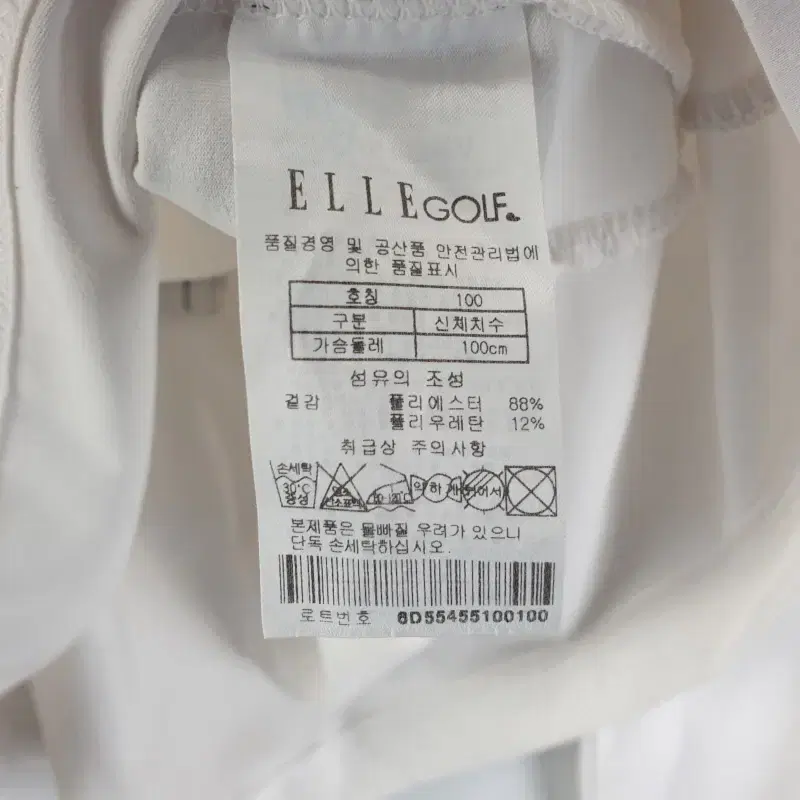 ELLE GOLF
품질경영 및 공산품 안전관리법에
의한 품질표시
호칭 100
구분 신체치수
가슴둘레 100cm
섬유의 조성
겉감 폴리에스터 88%
폴리우레탄 12%
취급상 주의사항
손세탁
30℃ 약하게
중성
본제품은 물빠질 우려가 있으니
단독 손세탁하십시오.
로트번호 6D55455100100